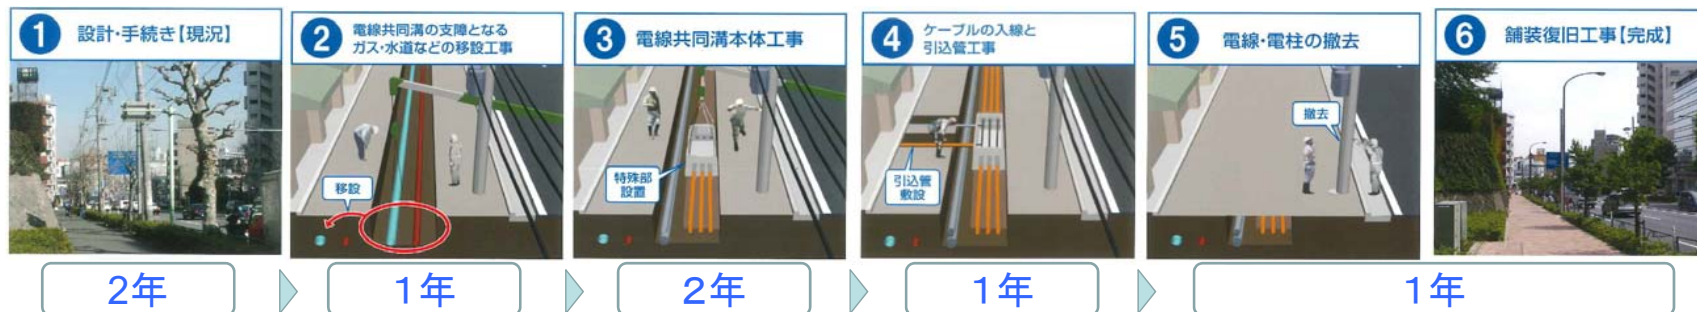 1 設計・手続き【現況】
2 電線共同溝の支障となる
ガス・水道などの移設工事
移設
3 電線共同溝本体工事
特殊部
設置
4 ケーブルの入線と
引込管工事
引込管
敷設
5 電線・電柱の撤去
撤去
6 舗装復旧工事【完成】
2年
1年
2年
1年
1年